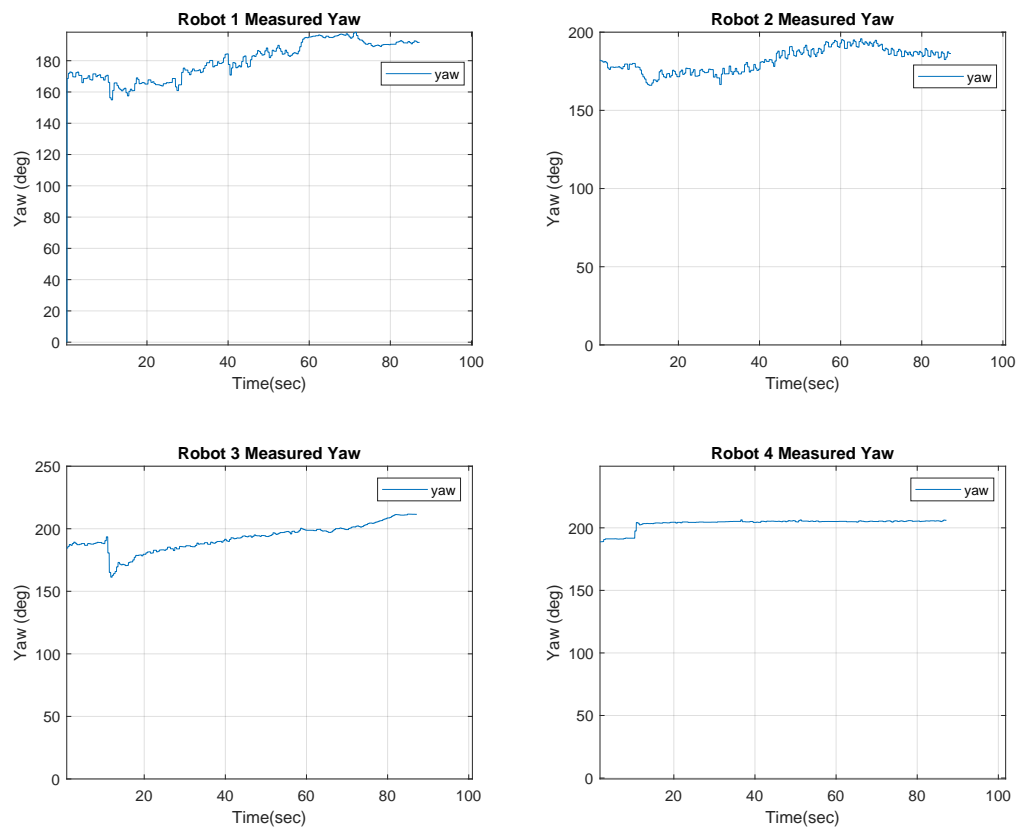 Robot 1 Measured Yaw
180
160
140
120
100
80
60
40
20
0
Yaw (deg)
yaw
20 40 60 80 100
Time(sec)
Robot 2 Measured Yaw
200
150
100
50
0
Yaw (deg)
yaw
20 40 60 80 100
Time(sec)
Robot 3 Measured Yaw
250
200
150
100
50
0
Yaw (deg)
yaw
20 40 60 80 100
Time(sec)
Robot 4 Measured Yaw
200
150
100
50
0
Yaw (deg)
yaw
20 40 60 80 100
Time(sec)